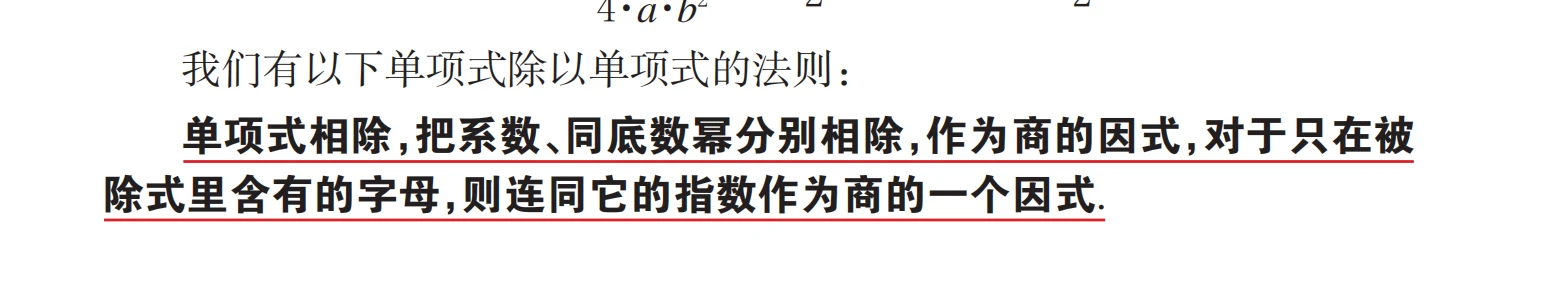 4·a·b²
我们有以下单项式除以单项式的法则：
单项式相除，把系数、同底数幂分别相除，作为商的因式，对于只在被
除式里含有的字母，则连同它的指数作为商的一个因式.